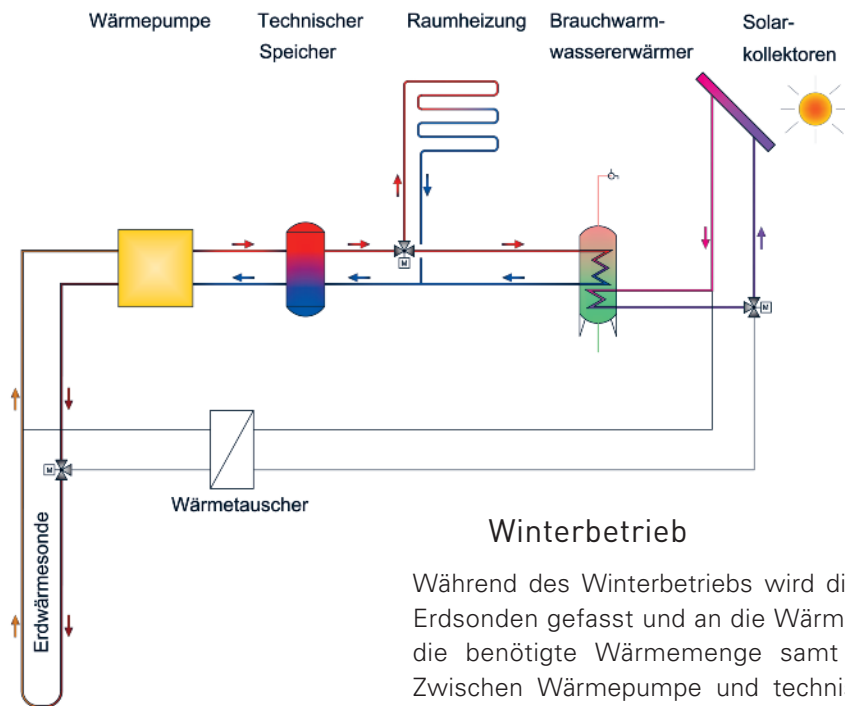 Wärmepumpe
Technischer
Speicher
Raumheizung
Brauchwarm-
wassererwärmer
Solar-
kollektoren
M
M
M
Wärmetauscher
Erdwärmesonde
Winterbetrieb
Während des Winterbetriebs wird di
Erdsonden gefasst und an die Wärm
die benötigte Wärmemenge samt
Zwischen Wärmepumpe und technis